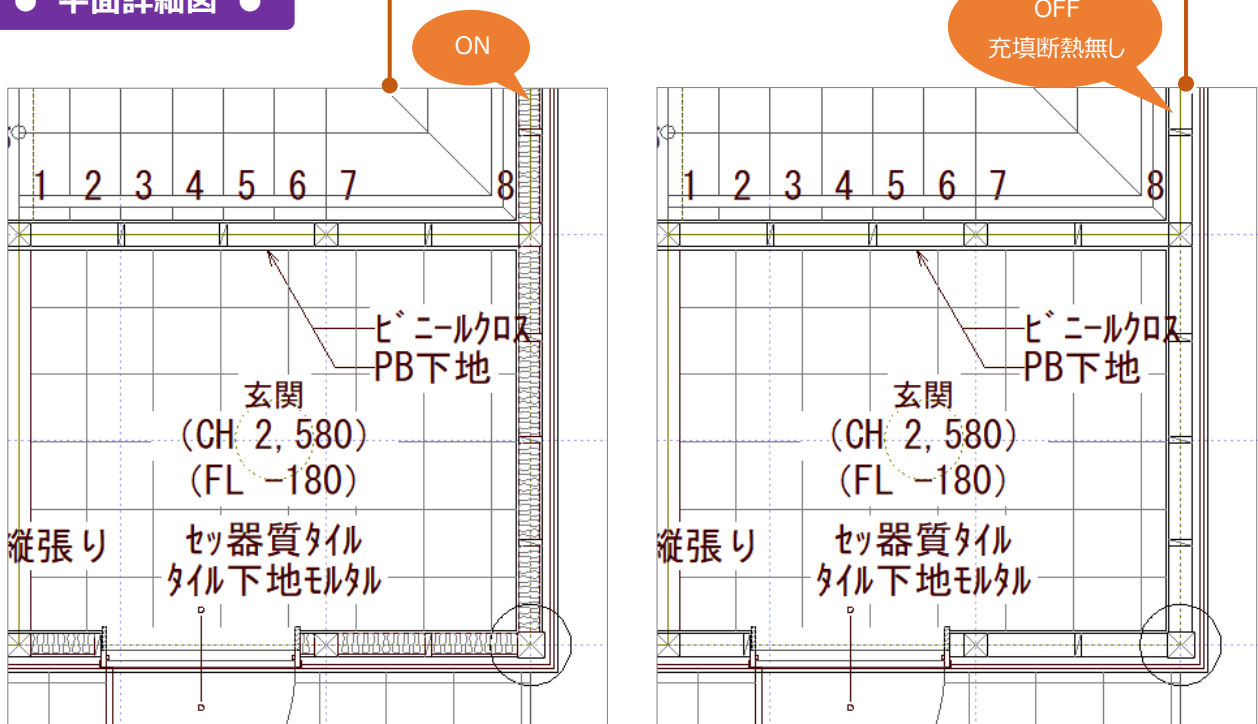 ● 平面詳細図 ●
ON
OFF
充填断熱無し
1 2 3 4 5 6 7 8
ビニールクロス
PB下地
玄関
(CH 2,580)
(FL -180)
縦張り
セッ器質タイル
タイル下地モルタル
1 2 3 4 5 6 7 8
ビニールクロス
PB下地
玄関
(CH 2,580)
(FL -180)
縦張り
セッ器質タイル
タイル下地モルタル